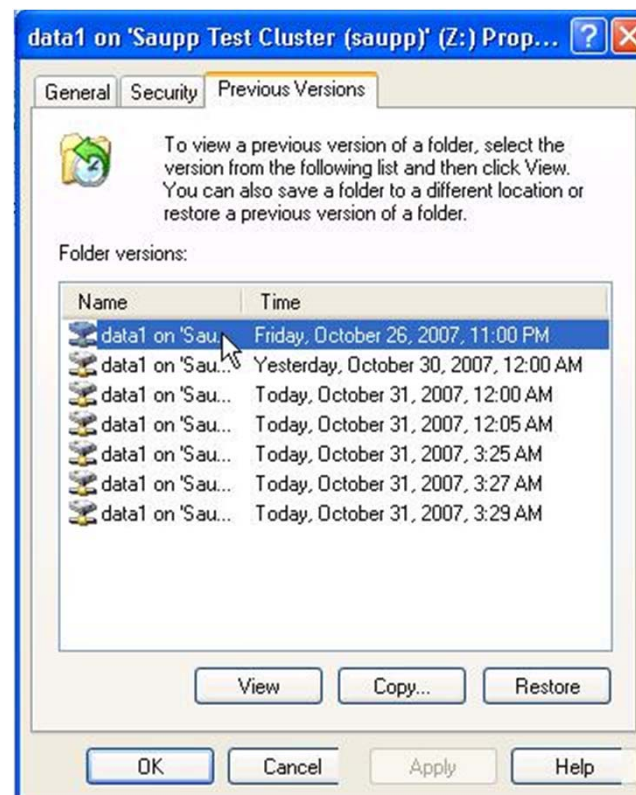 data1 on 'Saupp Test Cluster (saupp)' (Z:) Prop...
General Security Previous Versions
To view a previous version of a folder, select the
version from the following list and then click View.
You can also save a folder to a different location or
restore a previous version of a folder.
Folder versions:
Name Time
data1 on 'Sau... Friday, October 26, 2007, 11:00 PM
data1 on 'Sau... Yesterday, October 30, 2007, 12:00 AM
data1 on 'Sau... Today, October 31, 2007, 12:00 AM
data1 on 'Sau... Today, October 31, 2007, 12:05 AM
data1 on 'Sau... Today, October 31, 2007, 3:25 AM
data1 on 'Sau... Today, October 31, 2007, 3:27 AM
data1 on 'Sau... Today, October 31, 2007, 3:29 AM
View Copy... Restore
OK Cancel Apply Help